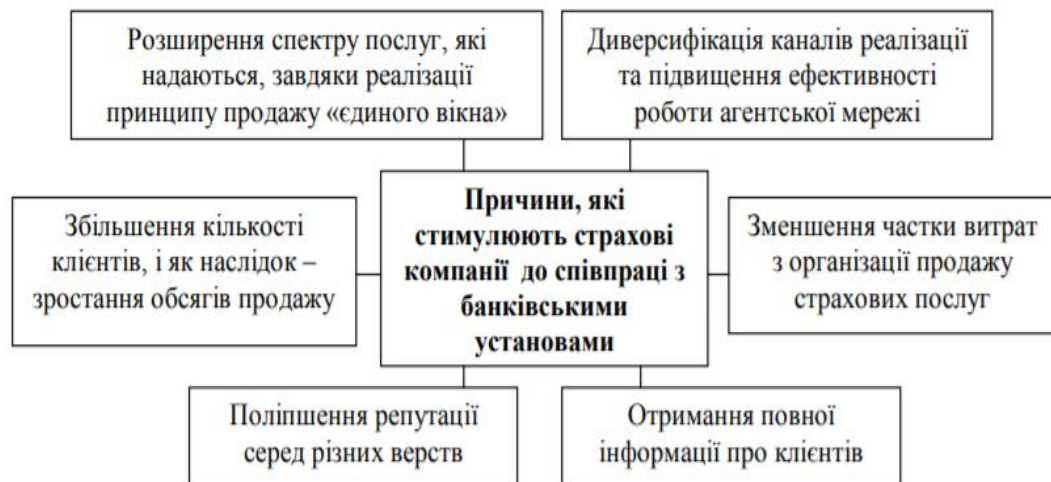 Розширення спектру послуг, які
надаються, завдяки реалізації
принципу продажу «єдиного вікна»
Диверсифікація каналів реалізації
та підвищення ефективності
роботи агентської мережі
Збільшення кількості
клієнтів, і як наслідок –
зростання обсягів продажу
Причини, які
стимулюють страхові
компанії до співпраці з
банківськими
установами
Зменшення частки витрат
з організації продажу
страхових послуг
Поліпшення репутації
серед різних верств
Отримання повної
інформації про клієнтів